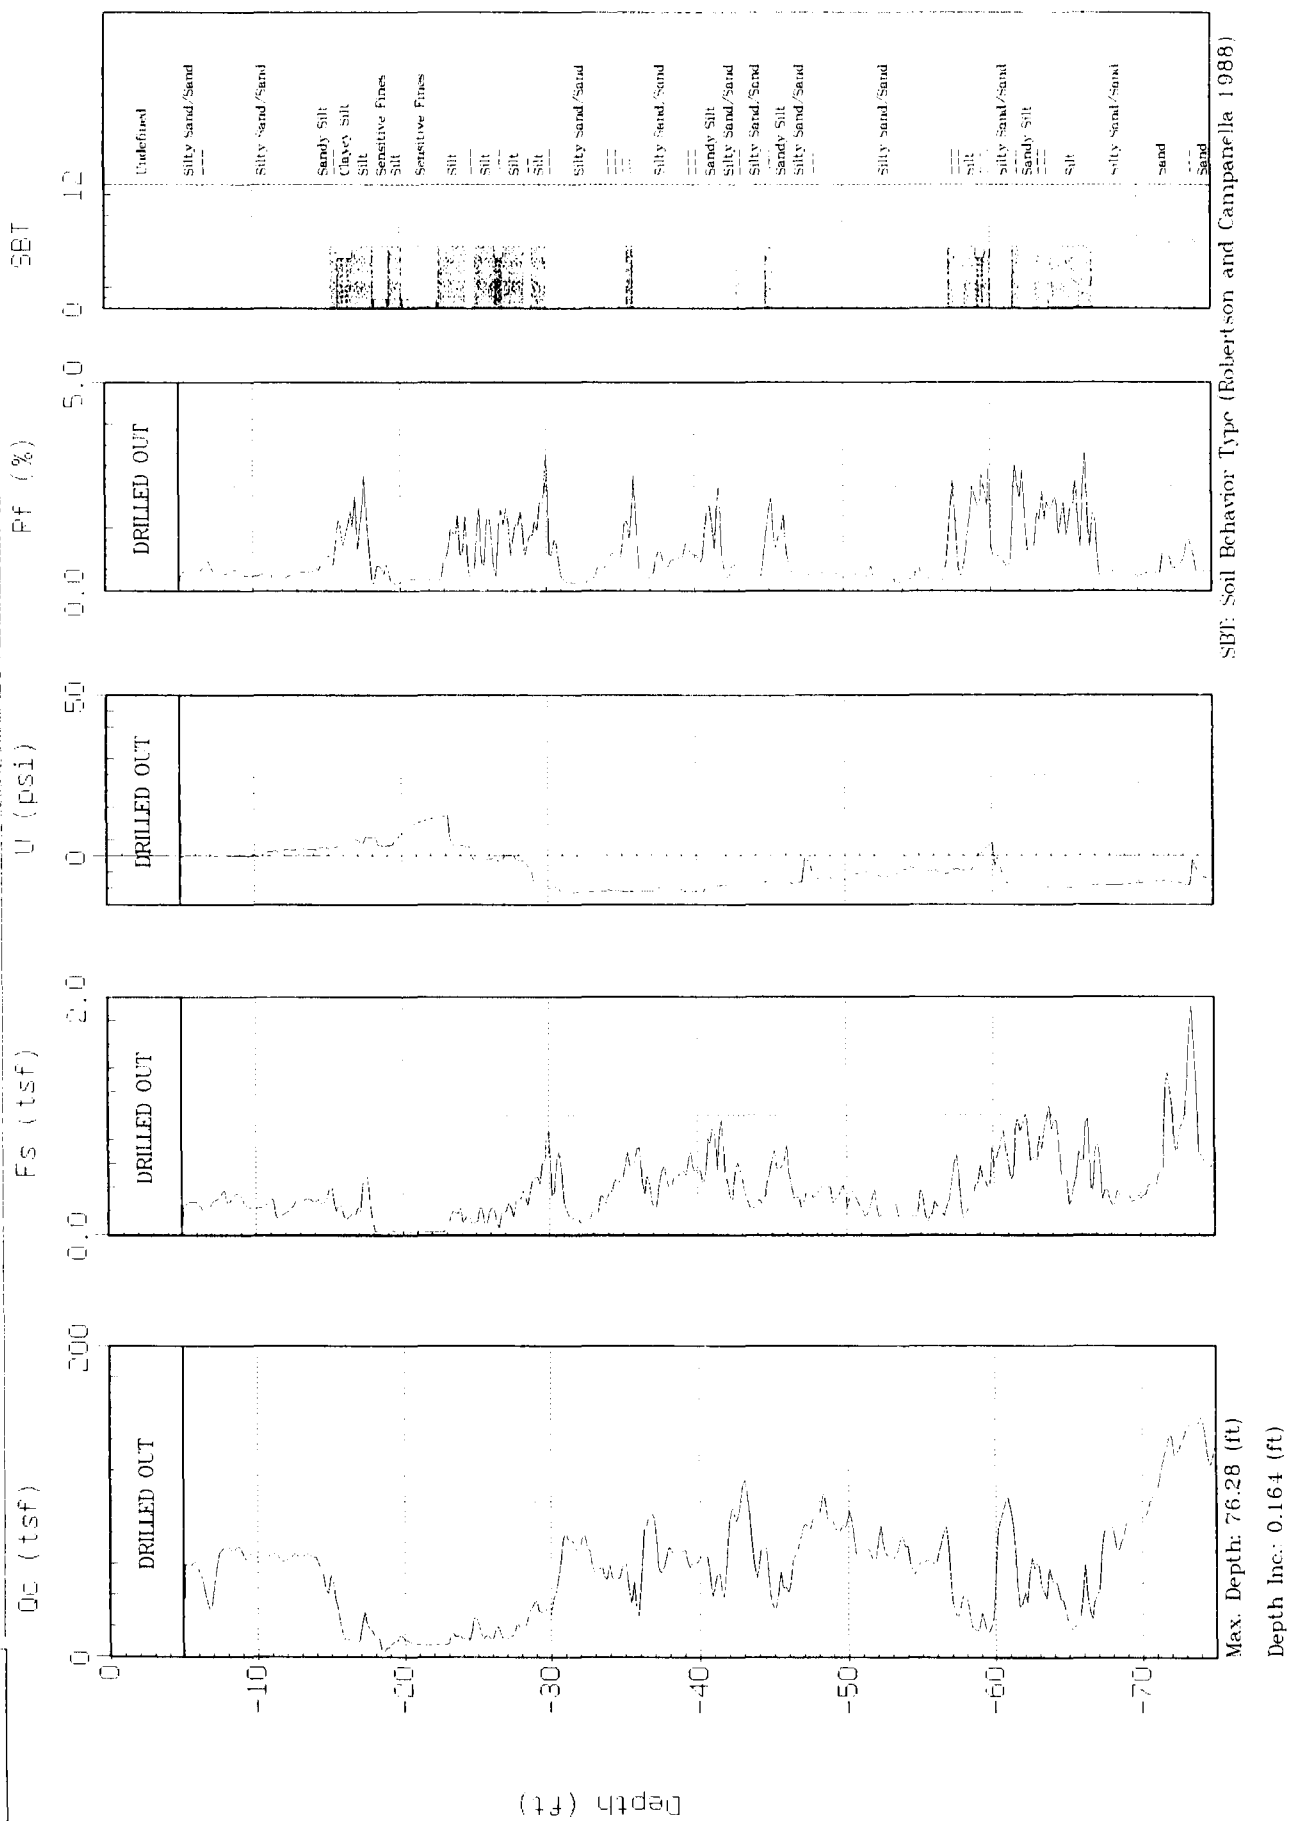 Qc (tsf)
Fs (tsf)
U (psi)
Rf (%)
SBT
0
200
0.0
2.0
0
50
0.0
5.0
0
12
DRILLED OUT
DRILLED OUT
DRILLED OUT
DRILLED OUT
Depth (ft)
0
-10
-20
-30
-40
-50
-60
-70
Undefined
Silty Sand/Sand
Silty Sand/Sand
Sandy Silt
Clayey Silt
Silt
Sensitive Fines
Silt
Sensitive Fines
Silt
Silt
Silt
Silt
Silty Sand/Sand
Silty Sand/Sand
Sandy Silt
Silty Sand/Sand
Silty Sand/Sand
Sandy Silt
Silty Sand/Sand
Silty Sand/Sand
Silt
Silty Sand/Sand
Sandy Silt
Silt
Silty Sand/Sand
Sand
Sand
Max. Depth: 76.28 (ft)
Depth Inc.: 0.164 (ft)
SBT: Soil Behavior Type (Robertson and Campanella 1988)